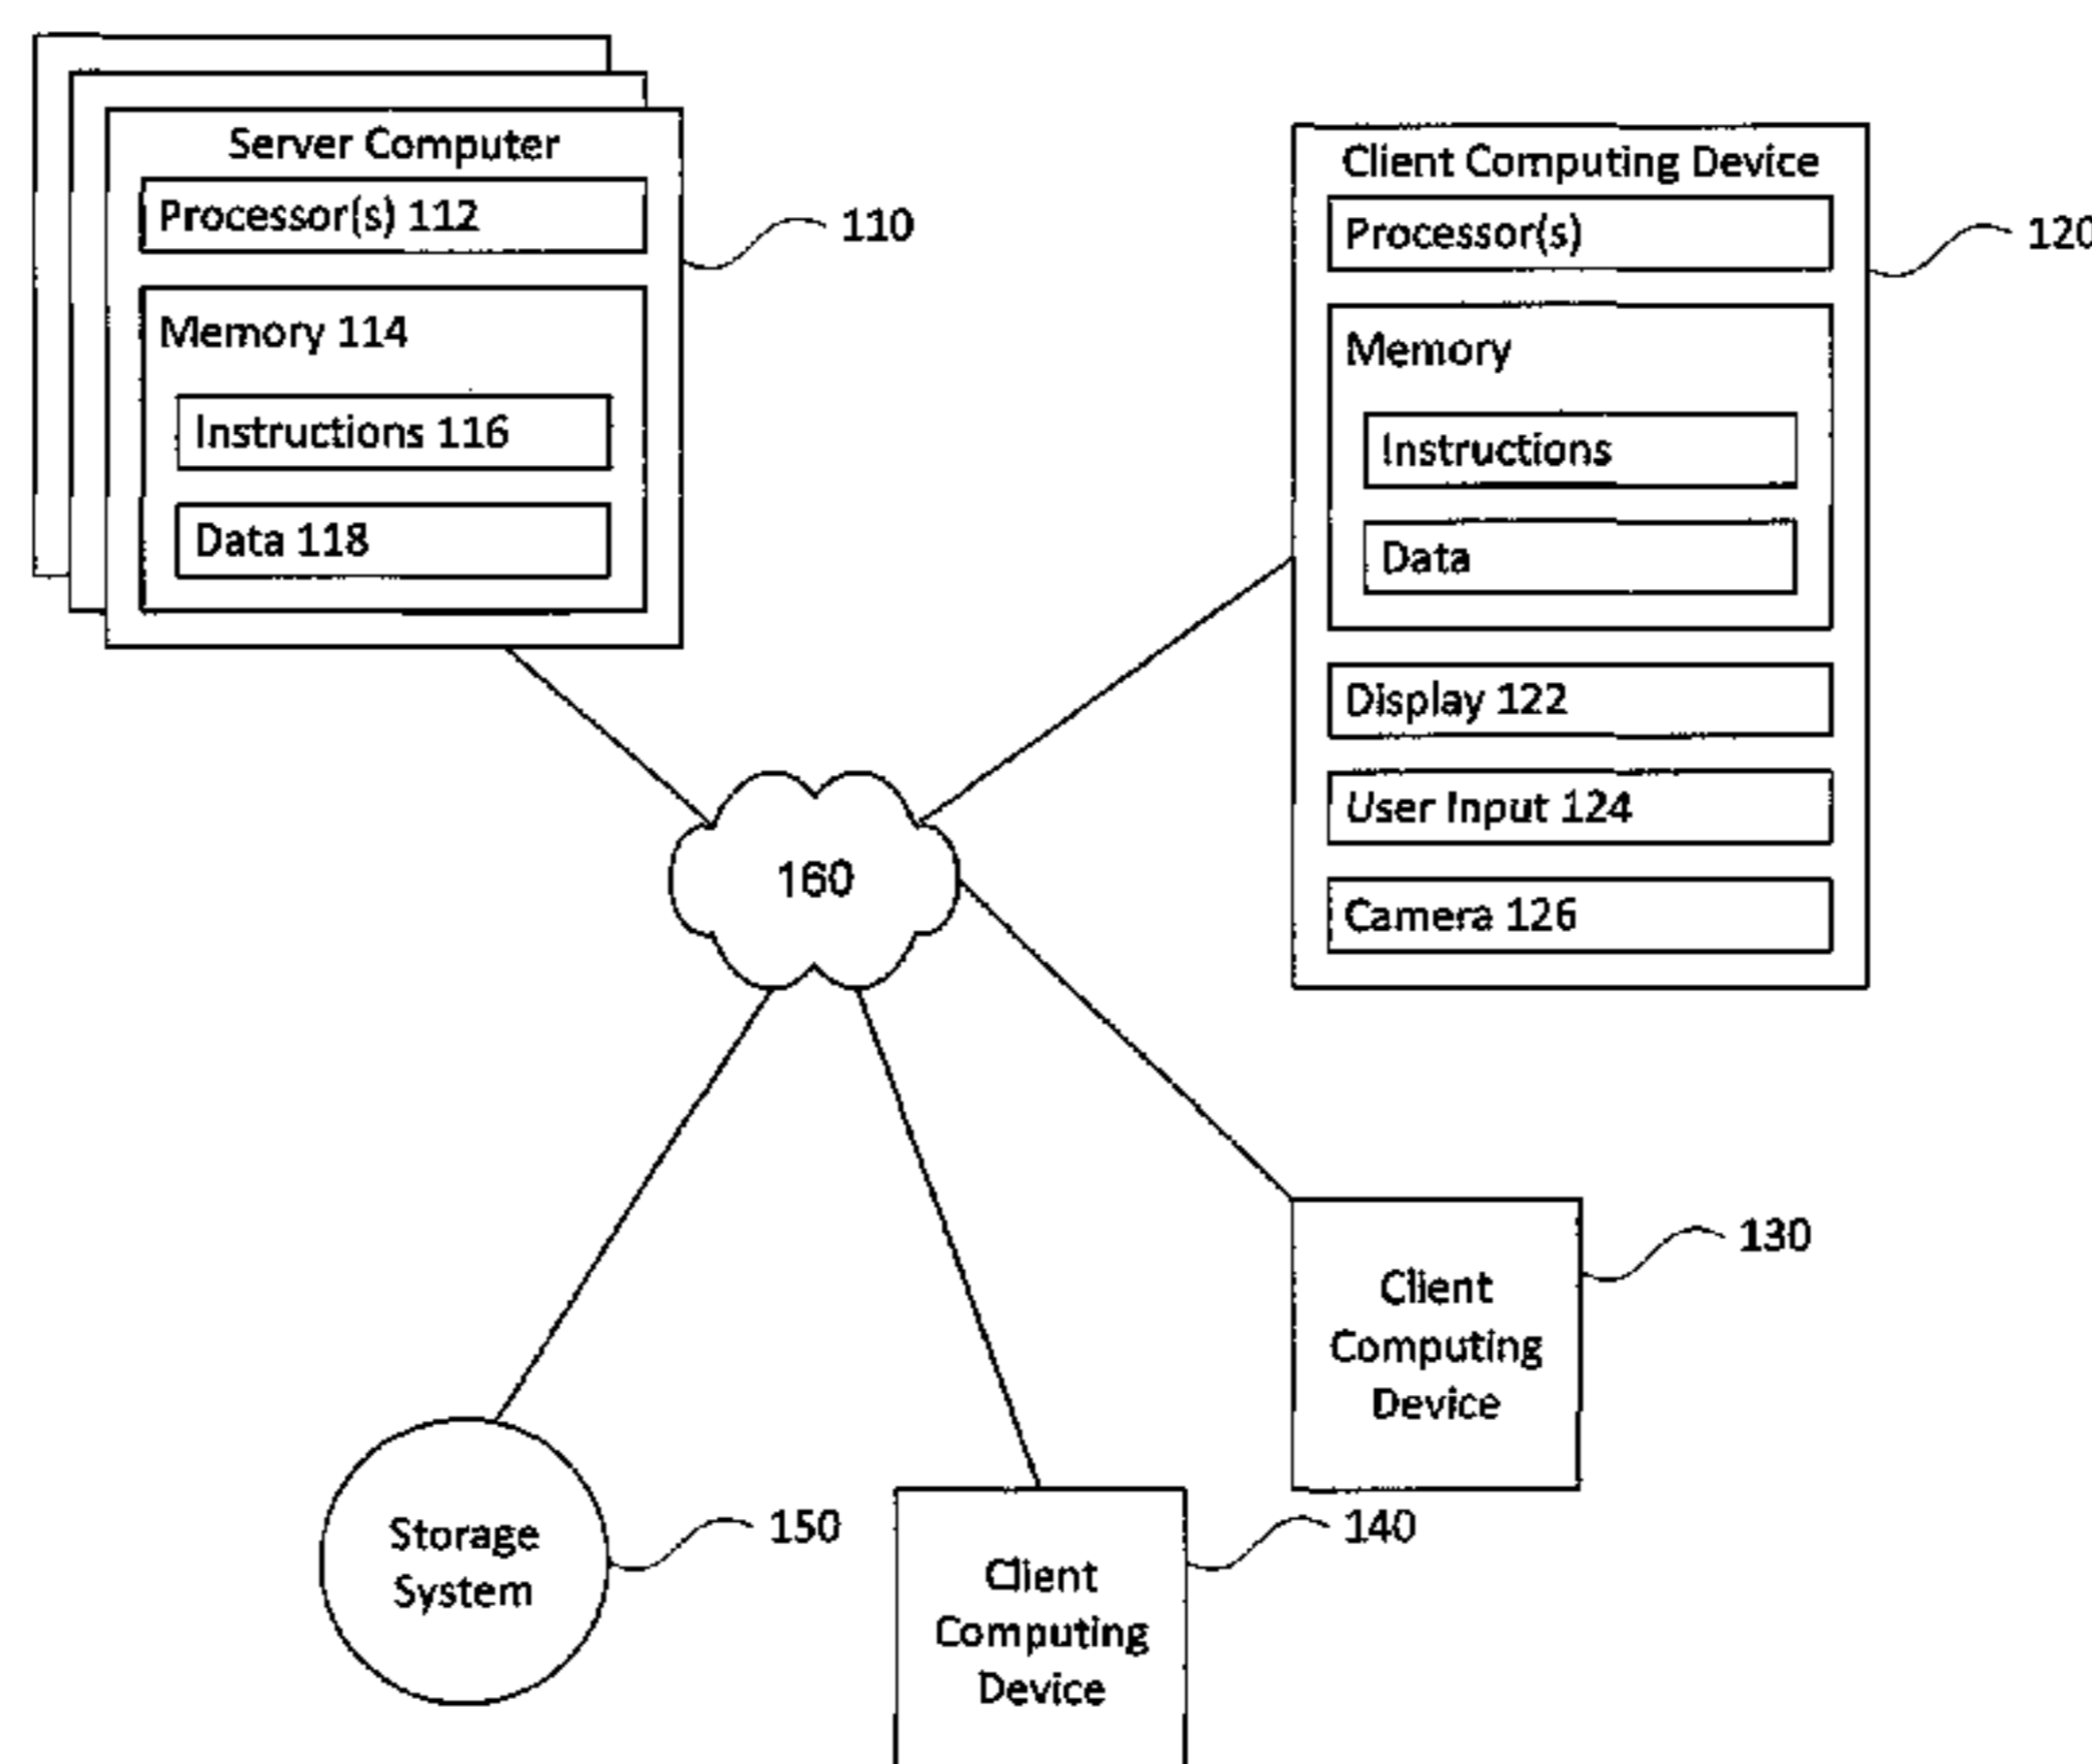 Server Computer
Processor(s) 112
110
Memory 114
Instructions 116
Data 118
Client Computing Device
Processor(s)
120
Memory
Instructions
Data
Display 122
User Input 124
Camera 126
160
130
Client
Computing
Device
150
Storage
System
140
Client
Computing
Device